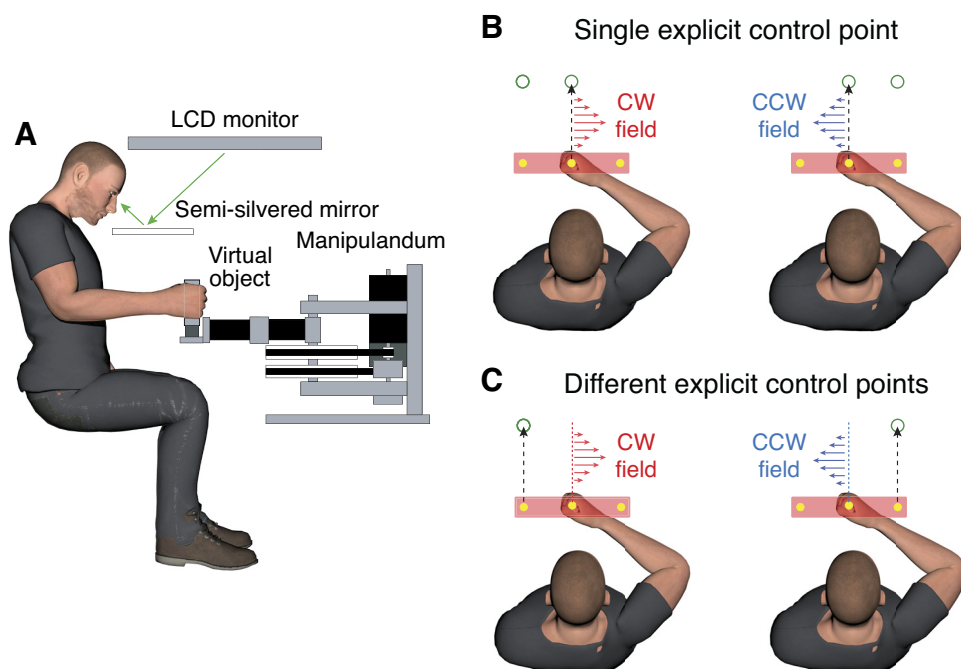 A
LCD monitor
Semi-silvered mirror
Virtual
object
Manipulandum
B
Single explicit control point
CW
field
CCW
field
C
Different explicit control points
CW
field
CCW
field